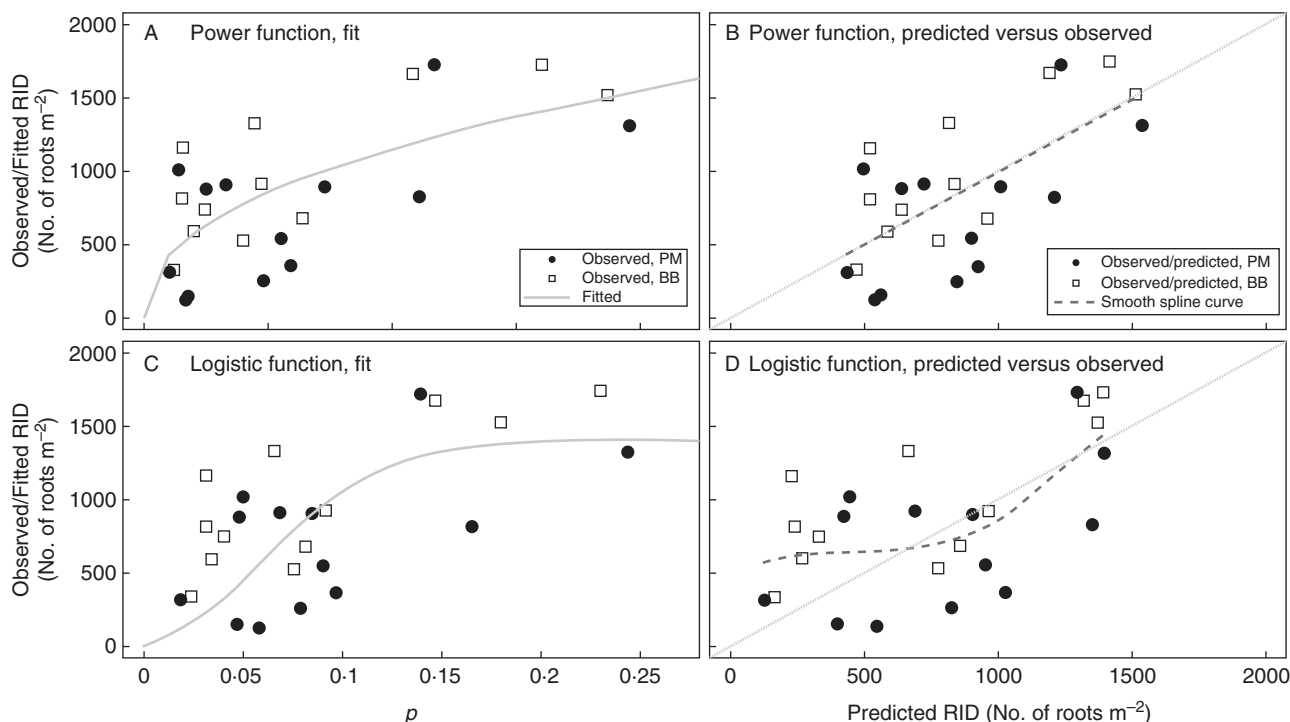 A Power function, fit
2000
1500
1000
500
0
Observed/Fitted RID
(No. of roots m⁻²)
Observed, PM
Observed, BB
Fitted
B Power function, predicted versus observed
Observed/predicted, PM
Observed/predicted, BB
Smooth spline curve
C Logistic function, fit
2000
1500
1000
500
0
Observed/Fitted RID
(No. of roots m⁻²)
0 0·05 0·1 0·15 0·2 0·25
p
D Logistic function, predicted versus observed
0 500 1000 1500 2000
Predicted RID (No. of roots m⁻²)